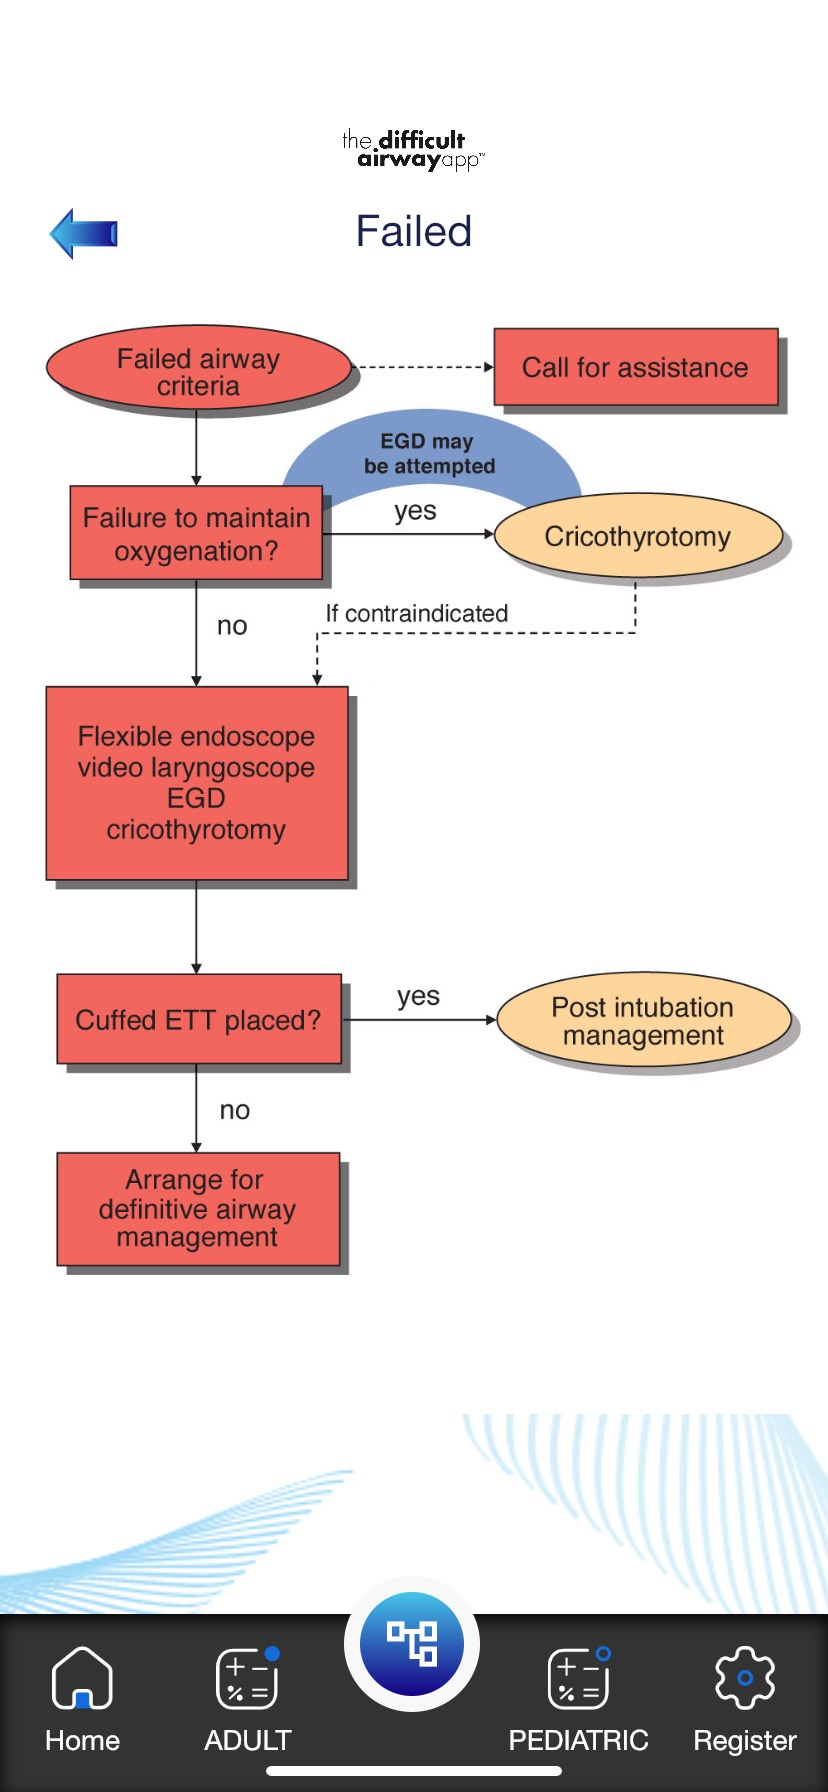 the difficult
airwayapp™
Failed
Failed airway
criteria
Call for assistance
EGD may
be attempted
Failure to maintain
oxygenation?
yes
Cricothyrotomy
If contraindicated
no
Flexible endoscope
video laryngoscope
EGD
cricothyrotomy
Cuffed ETT placed?
yes
Post intubation
management
no
Arrange for
definitive airway
management
Home
ADULT
PEDIATRIC
Register